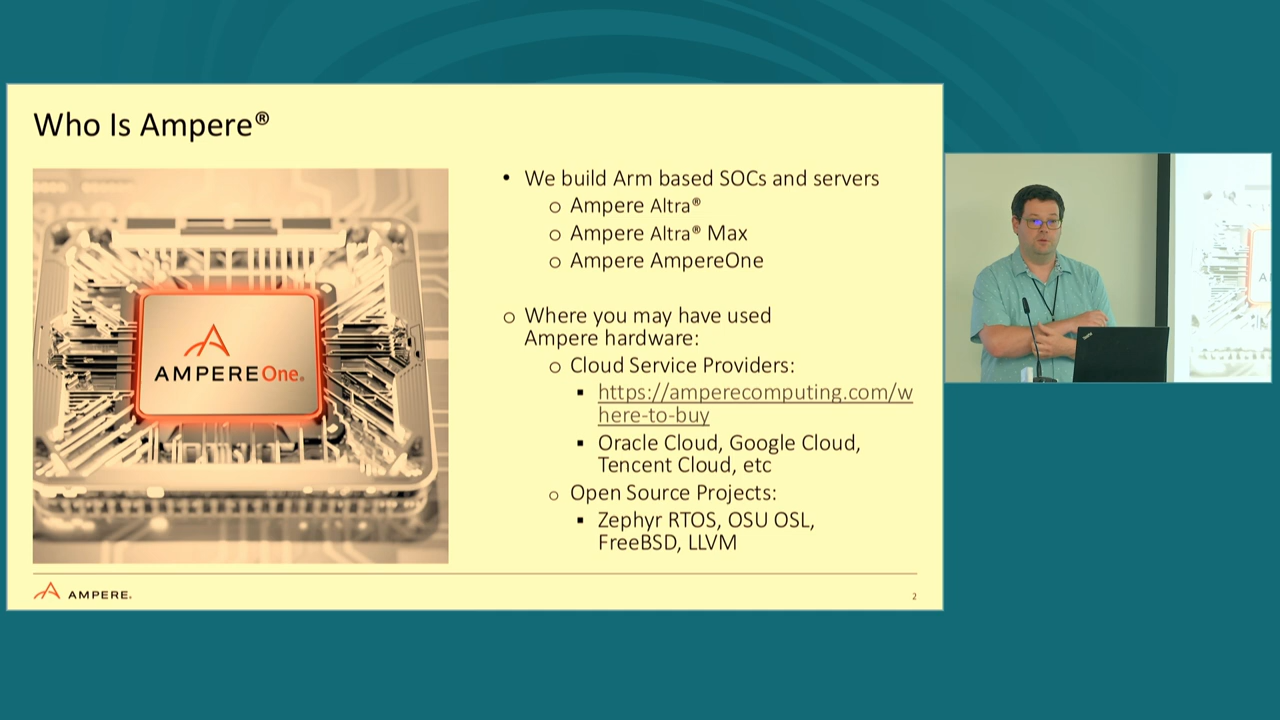 Who Is Ampere®
AMPEREOne®
• We build Arm based SOCs and servers
o Ampere Altra®
o Ampere Altra® Max
o Ampere AmpereOne
o Where you may have used
Ampere hardware:
o Cloud Service Providers:
▪ https://amperecomputing.com/w
here-to-buy
▪ Oracle Cloud, Google Cloud,
Tencent Cloud, etc
o Open Source Projects:
▪ Zephyr RTOS, OSU OSL,
FreeBSD, LLVM
AMPERE®
2